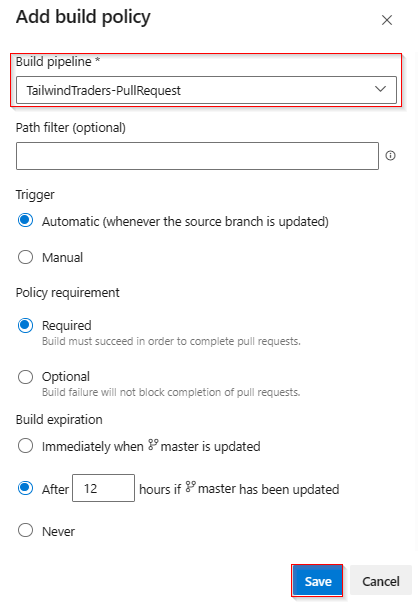 Add build policy
Build pipeline *
TailwindTraders-PullRequest
Path filter (optional)
Trigger
Automatic (whenever the source branch is updated)
Manual
Policy requirement
Required
Build must succeed in order to complete pull requests.
Optional
Build failure will not block completion of pull requests.
Build expiration
Immediately when master is updated
After 12 hours if master has been updated
Never
Save Cancel